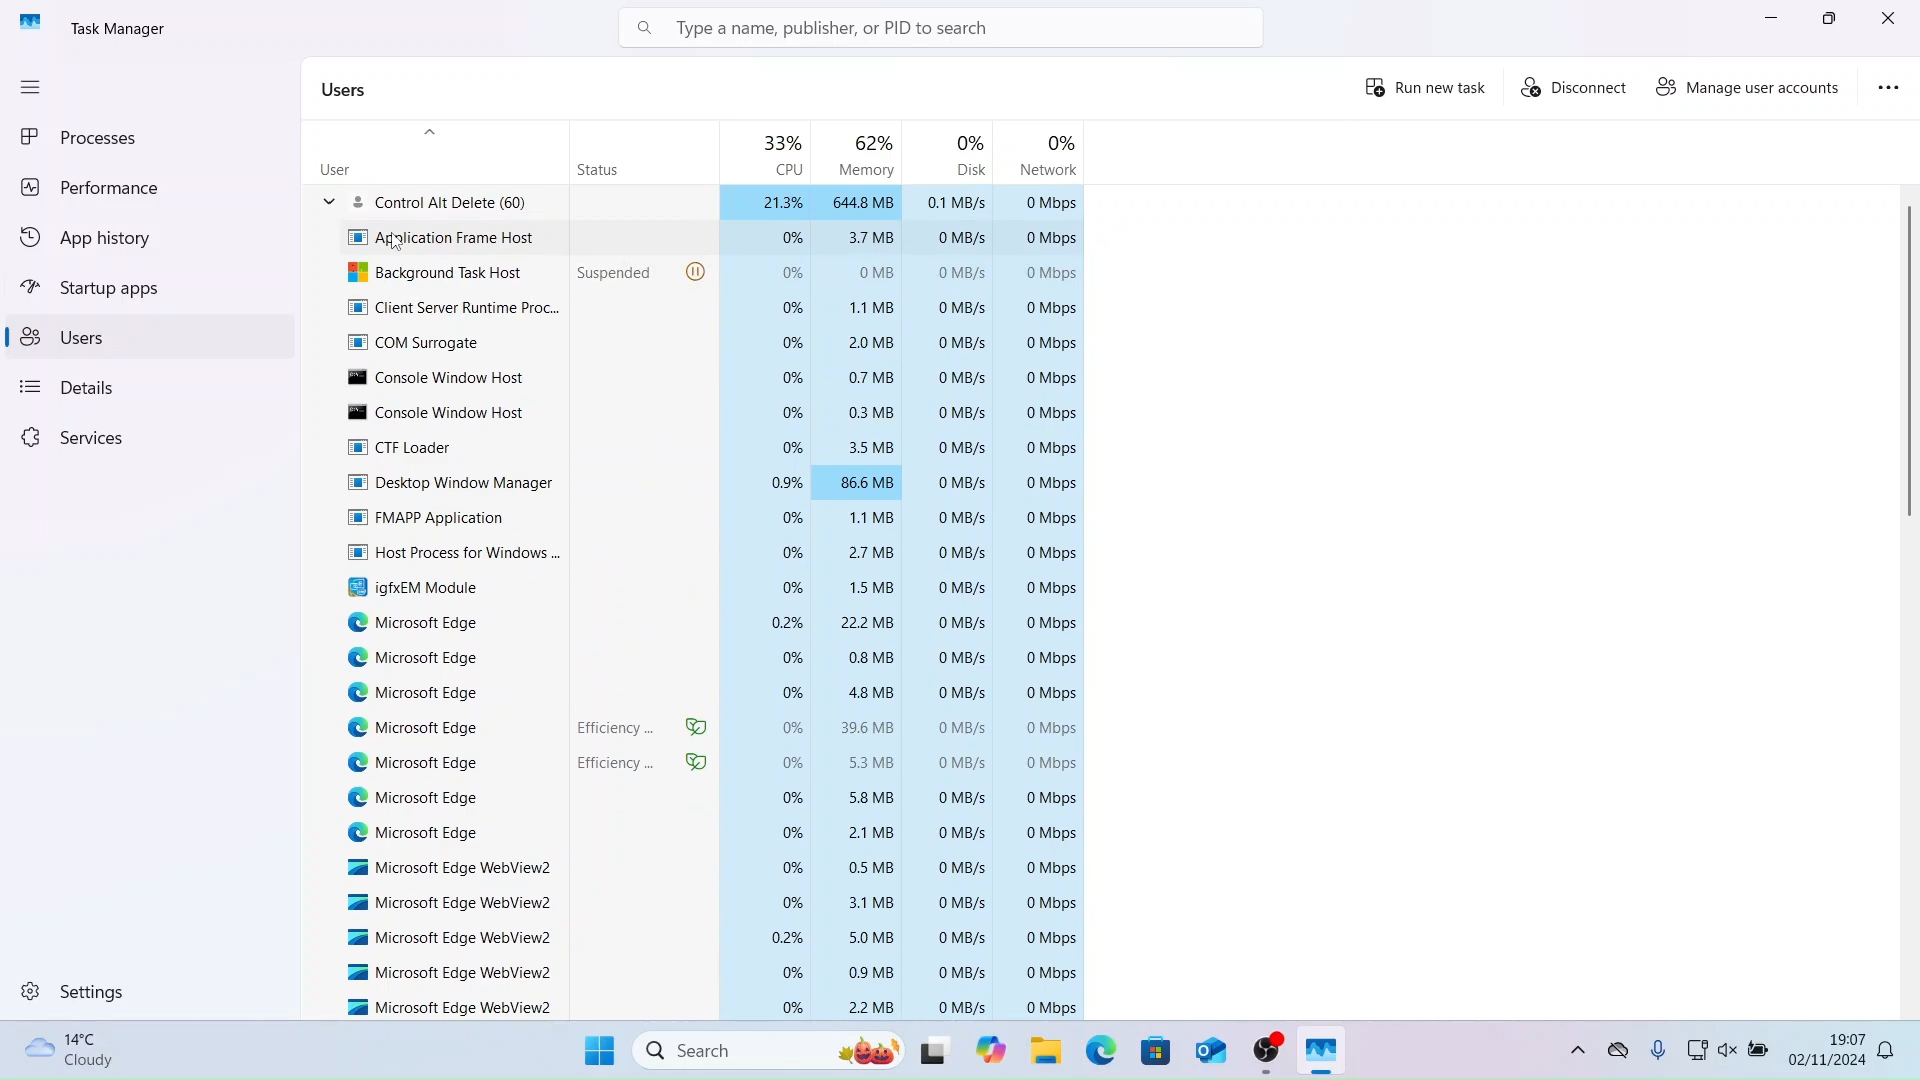 Task Manager
Type a name, publisher, or PID to search
Users
Run new task
Disconnect
Manage user accounts
Processes
Performance
App history
Startup apps
Users
Details
Services
Settings
33% 62% 0% 0%
User Status CPU Memory Disk Network
Control Alt Delete (60) 21.3% 644.8 MB 0.1 MB/s 0 Mbps
Application Frame Host 0% 3.7 MB 0 MB/s 0 Mbps
Background Task Host Suspended 0% 0 MB 0 MB/s 0 Mbps
Client Server Runtime Proc... 0% 1.1 MB 0 MB/s 0 Mbps
COM Surrogate 0% 2.0 MB 0 MB/s 0 Mbps
Console Window Host 0% 0.7 MB 0 MB/s 0 Mbps
Console Window Host 0% 0.3 MB 0 MB/s 0 Mbps
CTF Loader 0% 3.5 MB 0 MB/s 0 Mbps
Desktop Window Manager 0.9% 86.6 MB 0 MB/s 0 Mbps
FMAPP Application 0% 1.1 MB 0 MB/s 0 Mbps
Host Process for Windows ... 0% 2.7 MB 0 MB/s 0 Mbps
igfxEM Module 0% 1.5 MB 0 MB/s 0 Mbps
Microsoft Edge 0.2% 22.2 MB 0 MB/s 0 Mbps
Microsoft Edge 0% 0.8 MB 0 MB/s 0 Mbps
Microsoft Edge 0% 4.8 MB 0 MB/s 0 Mbps
Microsoft Edge Efficiency ... 0% 39.6 MB 0 MB/s 0 Mbps
Microsoft Edge Efficiency ... 0% 5.3 MB 0 MB/s 0 Mbps
Microsoft Edge 0% 5.8 MB 0 MB/s 0 Mbps
Microsoft Edge 0% 2.1 MB 0 MB/s 0 Mbps
Microsoft Edge WebView2 0% 0.5 MB 0 MB/s 0 Mbps
Microsoft Edge WebView2 0% 3.1 MB 0 MB/s 0 Mbps
Microsoft Edge WebView2 0.2% 5.0 MB 0 MB/s 0 Mbps
Microsoft Edge WebView2 0% 0.9 MB 0 MB/s 0 Mbps
Microsoft Edge WebView2 0% 2.2 MB 0 MB/s 0 Mbps
14°C
Cloudy
Search
19:07
02/11/2024